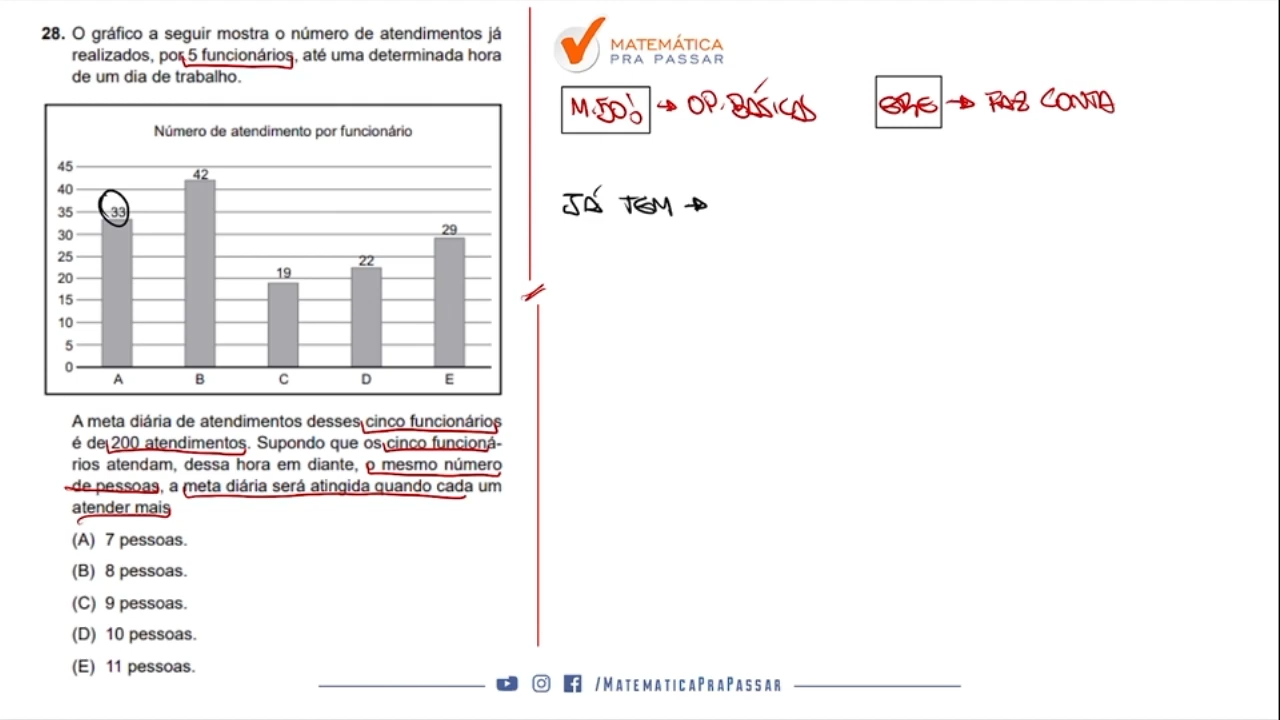 28. O gráfico a seguir mostra o número de atendimentos já
realizados, por 5 funcionários, até uma determinada hora
de um dia de trabalho.
Número de atendimento por funcionário
45
40
35
30
25
20
15
10
5
0
33
42
19
22
29
A B C D E
A meta diária de atendimentos desses cinco funcionários
é de 200 atendimentos. Supondo que os cinco funcioná-
rios atendam, dessa hora em diante, o mesmo número
de pessoas, a meta diária será atingida quando cada um
atender mais
(A) 7 pessoas.
(B) 8 pessoas.
(C) 9 pessoas.
(D) 10 pessoas.
(E) 11 pessoas.
MATEMÁTICA
PRA PASSAR
→ OP. BÁSICAS
→ FAZ CONTA
JÁ TEM →
/MATEMATICAPRAPASSAR